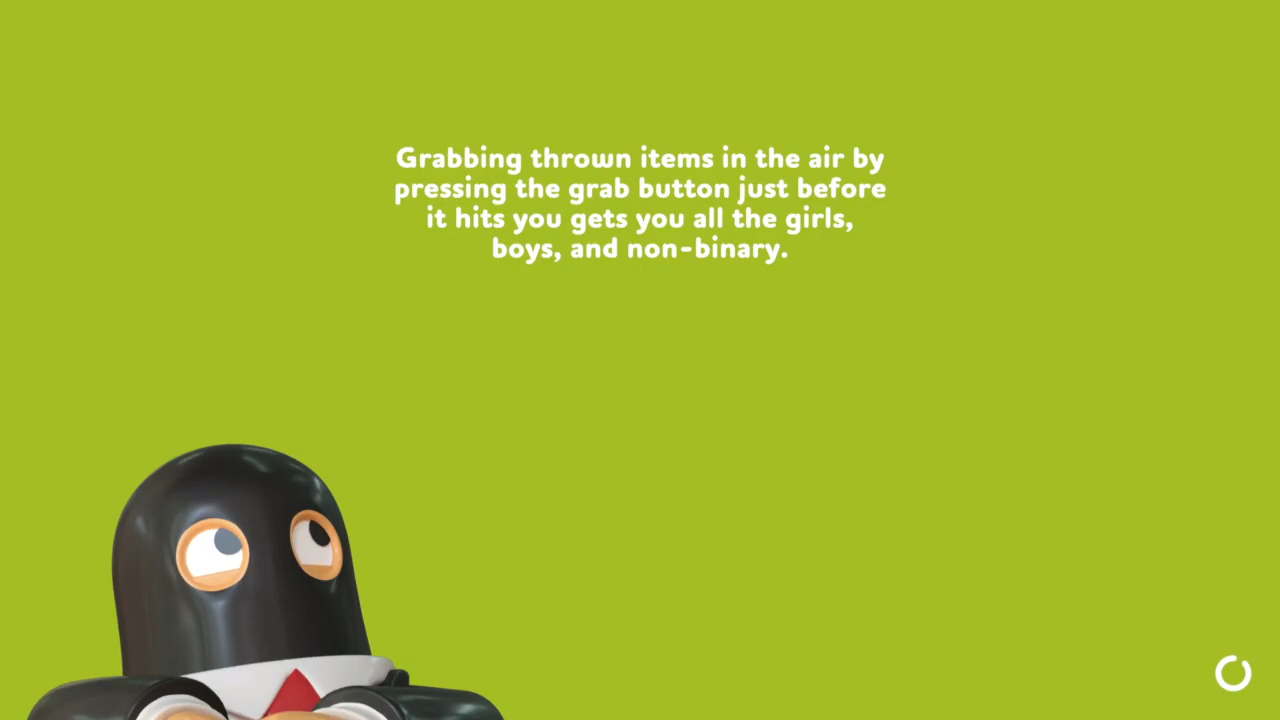 Grabbing thrown items in the air by
pressing the grab button just before
it hits you gets you all the girls,
boys, and non-binary.